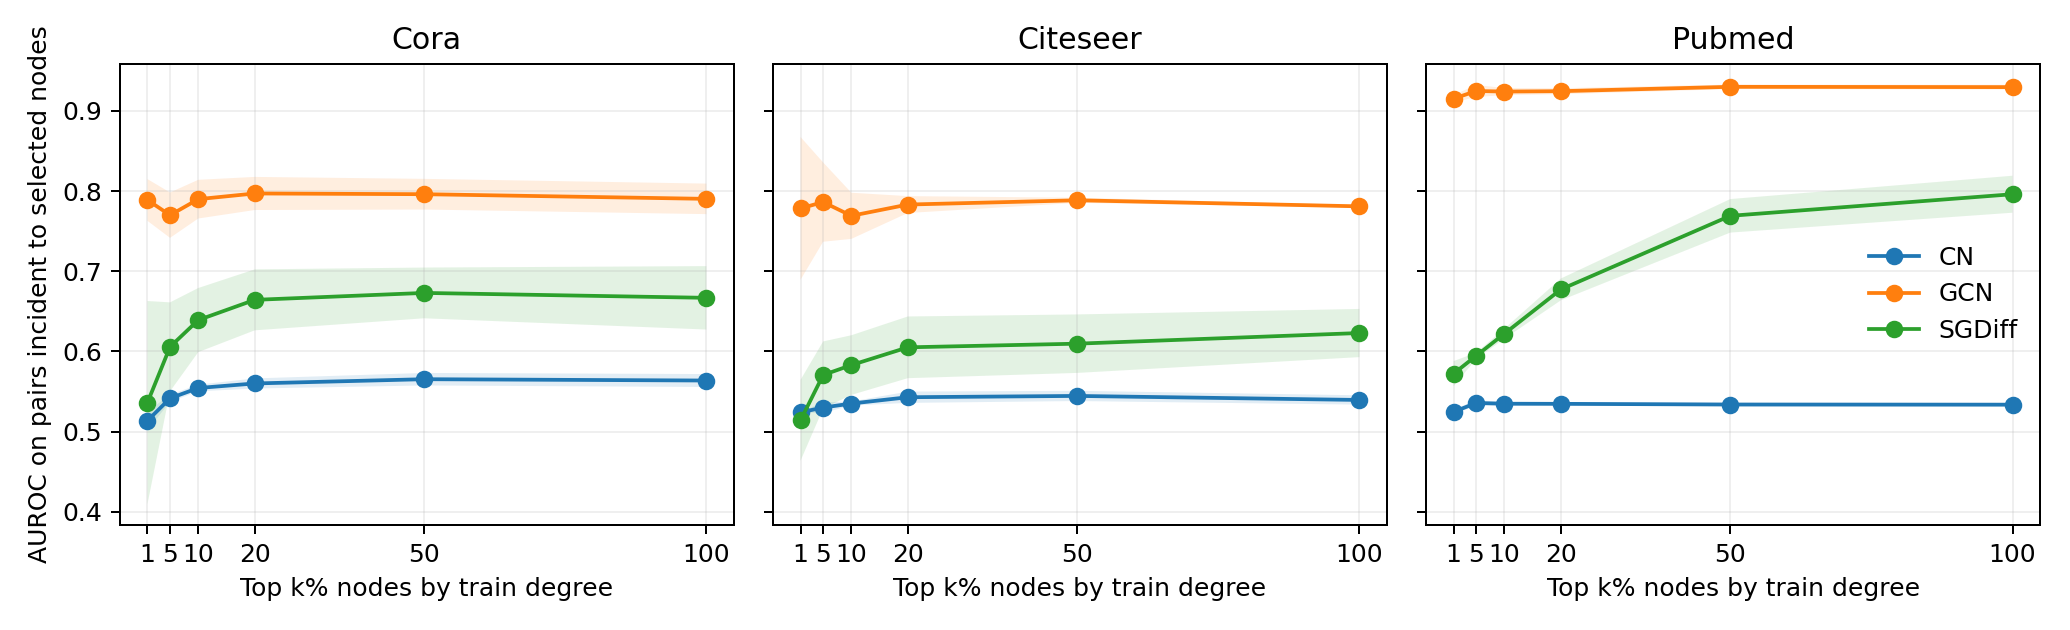 Cora
Citeseer
Pubmed
AUROC on pairs incident to selected nodes
0.9
0.8
0.7
0.6
0.5
0.4
1 5 10 20 50 100
1 5 10 20 50 100
1 5 10 20 50 100
Top k% nodes by train degree
Top k% nodes by train degree
Top k% nodes by train degree
CN
GCN
SGDiff